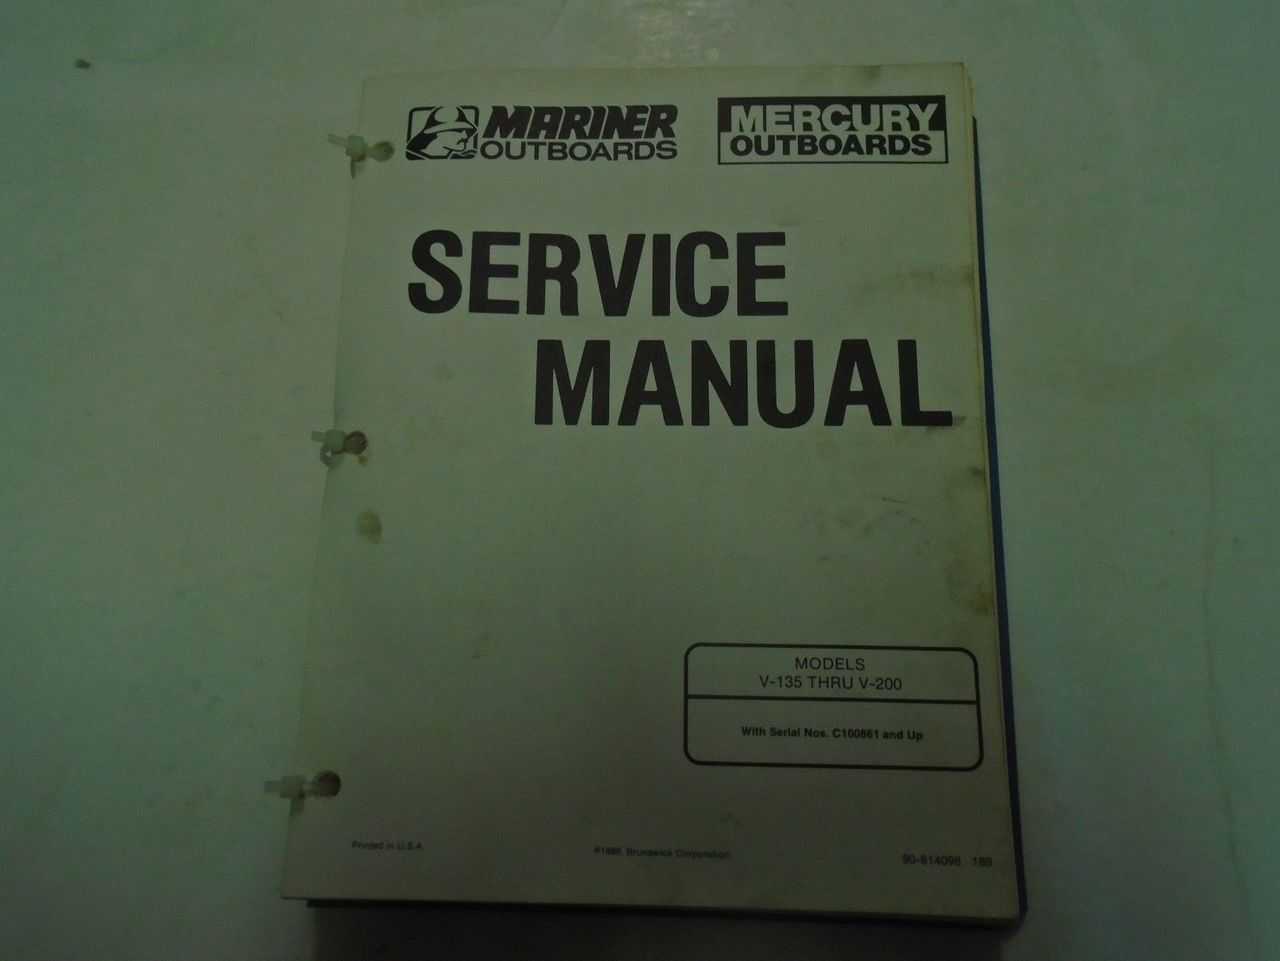 MARINER
OUTBOARDS
MERCURY
OUTBOARDS
SERVICE
MANUAL
MODELS
V-135 THRU V-200
With Serial Nos. C100861 and Up
Printed in U.S.A.
©1988, Brunswick Corporation
90-814098 189